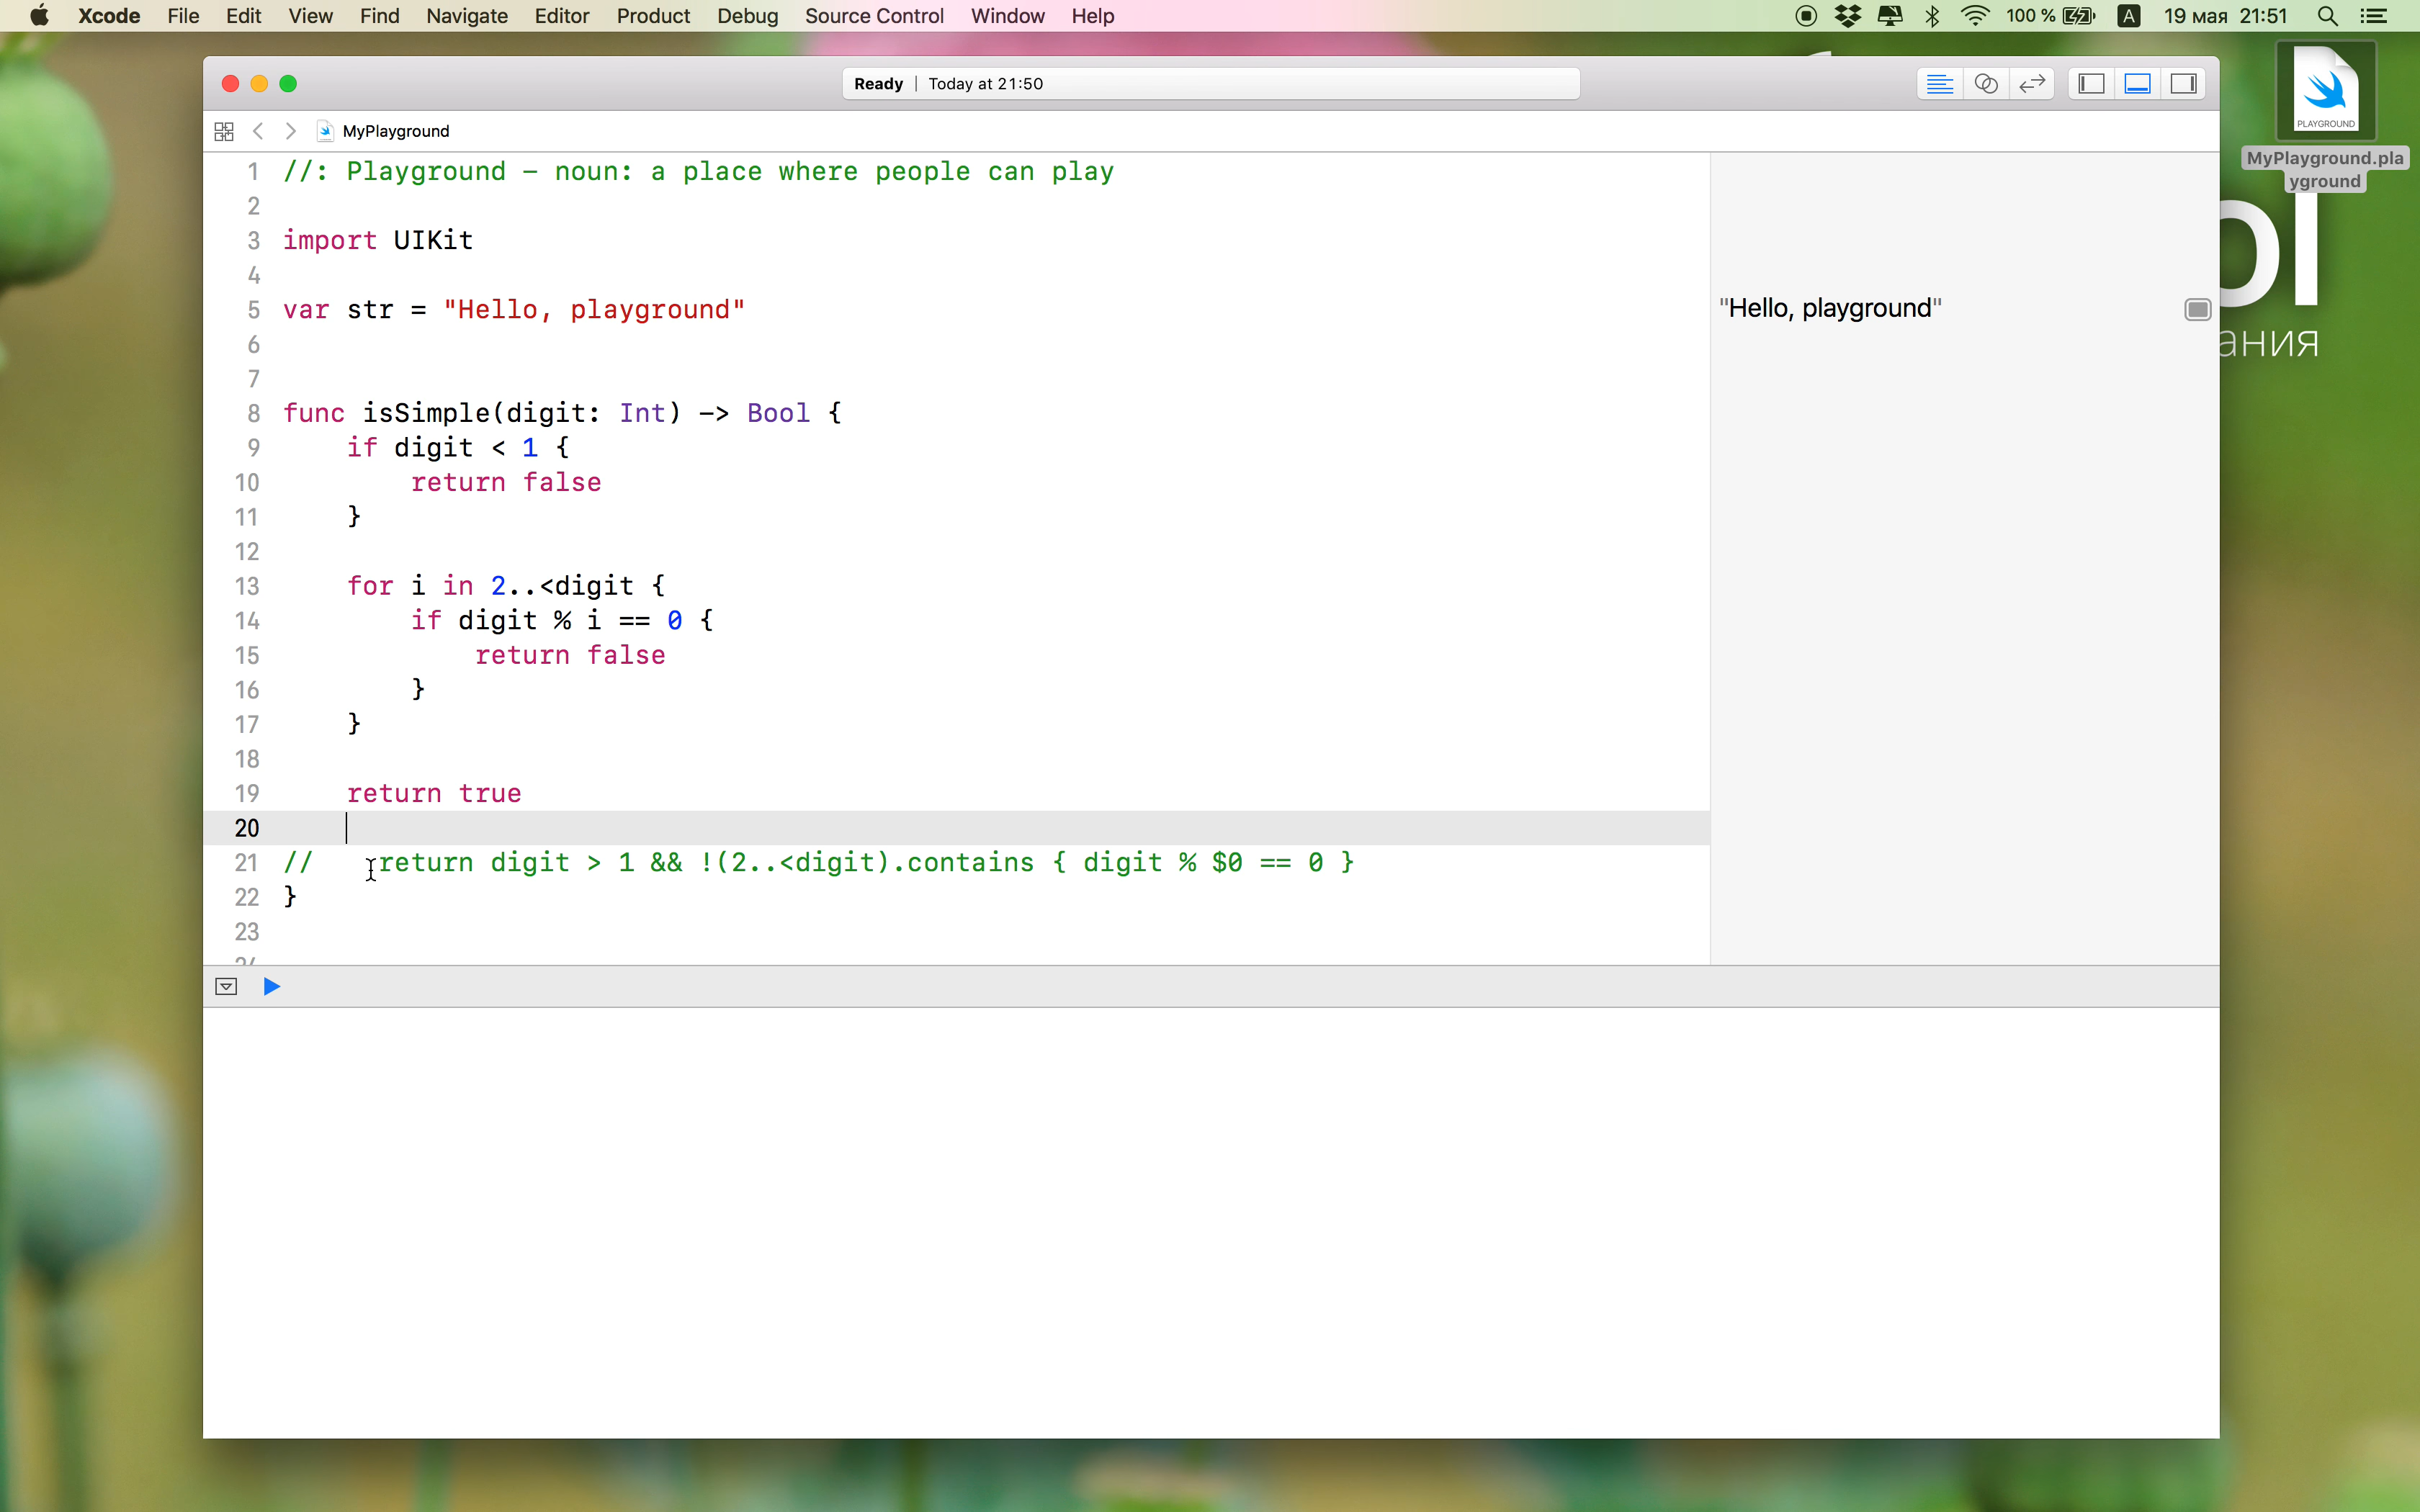 Xcode File Edit View Find Navigate Editor Product Debug Source Control Window Help 100 % A 19 мая 21:51
Ready | Today at 21:50
MyPlayground
1 //: Playground – noun: a place where people can play
2
3 import UIKit
4
5 var str = "Hello, playground"
"Hello, playground"
6
7
8 func isSimple(digit: Int) -> Bool {
9 if digit < 1 {
10 return false
11 }
12
13 for i in 2..<digit {
14 if digit % i == 0 {
15 return false
16 }
17 }
18
19 return true
20
21 // return digit > 1 && !(2..<digit).contains { digit % $0 == 0 }
22 }
23
24
PLAYGROUND
MyPlayground.pla
yground
ol
ания